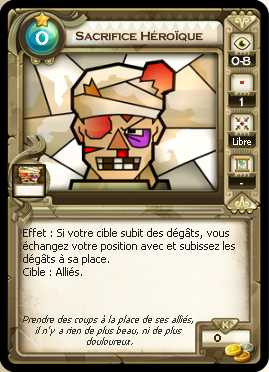 0
Sacrifice Héroïque
0-8
1
Libre
-
Effet : Si votre cible subit des dégâts, vous
échangez votre position avec et subissez les
dégâts à sa place.
Cible : Alliés.
Prendre des coups à la place de ses alliés,
il n'y a rien de plus beau, ni de plus
douloureux.
K
0